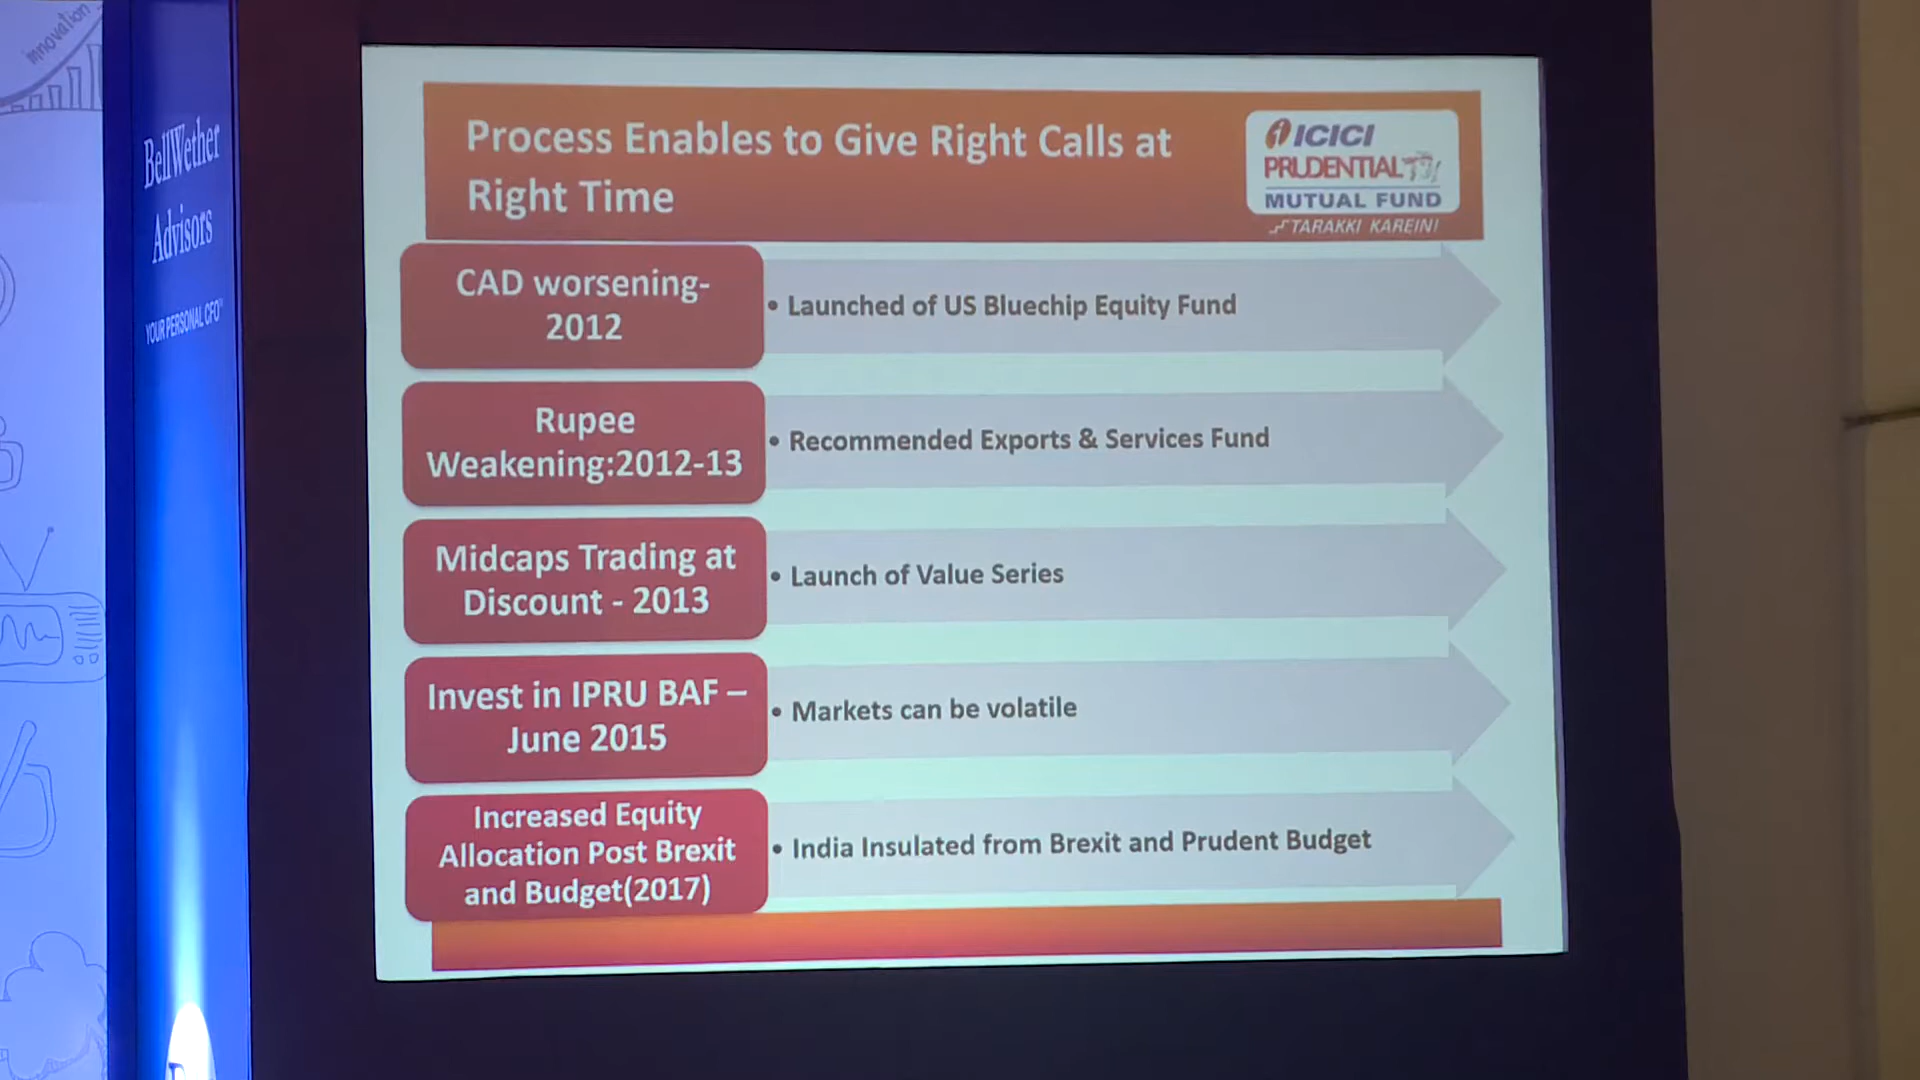 innovation
BellWether
Advisors
YOUR PERSONAL CFO
Process Enables to Give Right Calls at
Right Time
ICICI
PRUDENTIAL
MUTUAL FUND
TARAKKI KAREIN!
CAD worsening-
2012
• Launched of US Bluechip Equity Fund
Rupee
Weakening:2012-13
• Recommended Exports & Services Fund
Midcaps Trading at
Discount - 2013
• Launch of Value Series
Invest in IPRU BAF –
June 2015
• Markets can be volatile
Increased Equity
Allocation Post Brexit
and Budget(2017)
• India Insulated from Brexit and Prudent Budget